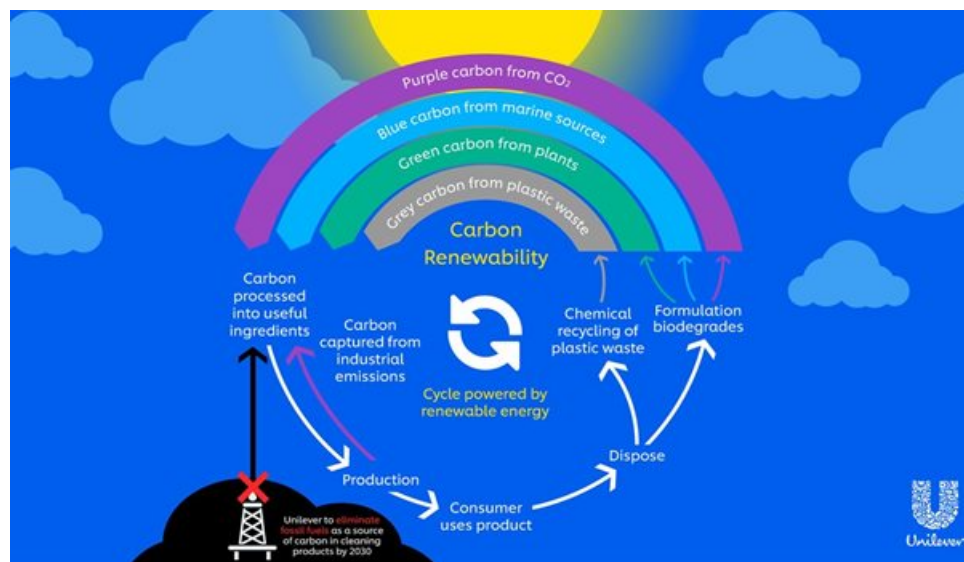 Purple carbon from CO₂
Blue carbon from marine sources
Green carbon from plants
Grey carbon from plastic waste
Carbon
Renewability
Carbon
processed
into useful
ingredients
Carbon
captured from
industrial
emissions
Chemical
recycling of
plastic waste
Formulation
biodegrades
Cycle powered by
renewable energy
Dispose
Production
Consumer
uses product
Unilever to eliminate
fossil fuels as a source
of carbon in cleaning
products by 2030
Unilever